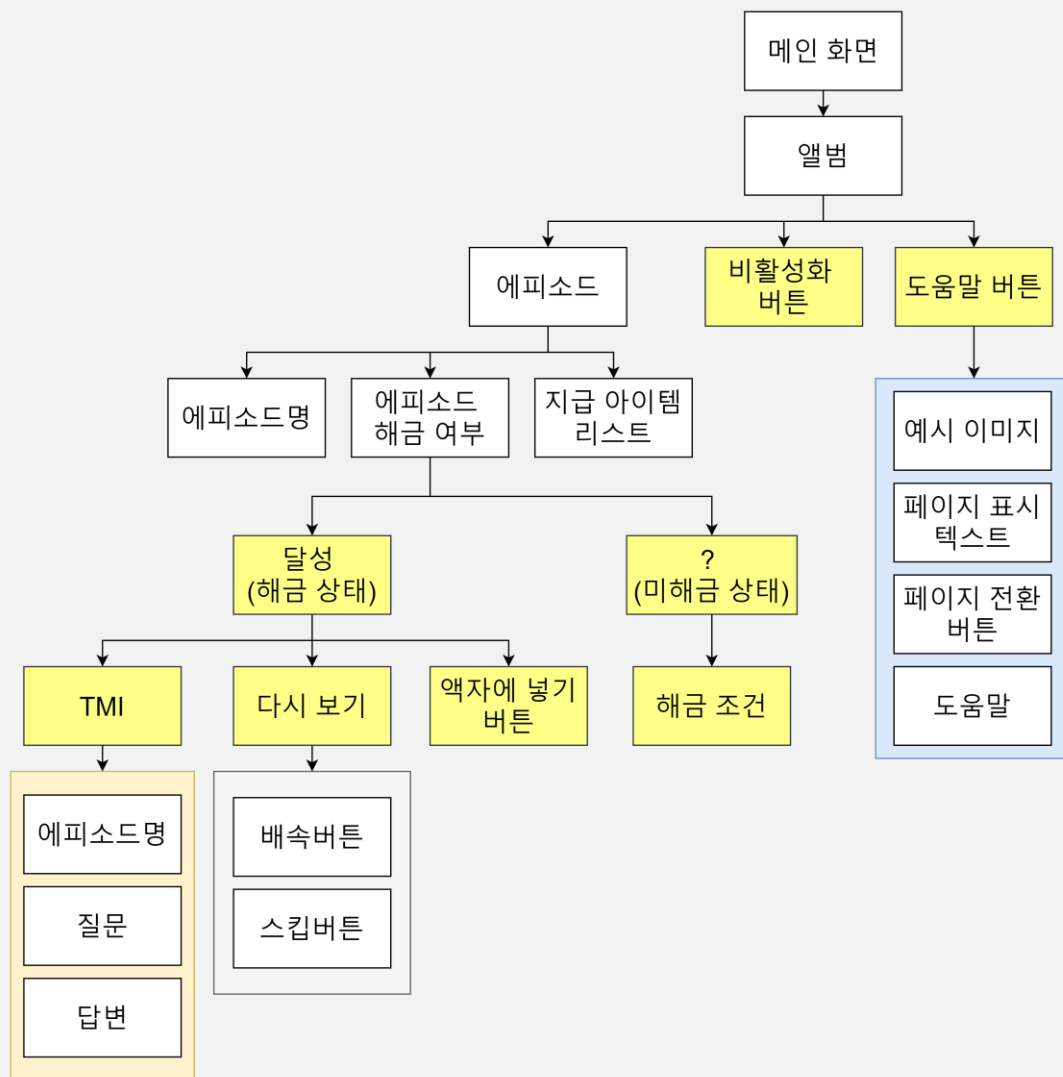 메인 화면
앨범
에피소드
비활성화
버튼
도움말 버튼
에피소드명
에피소드
해금 여부
지급 아이템
리스트
예시 이미지
페이지 표시
텍스트
페이지 전환
버튼
도움말
달성
(해금 상태)
?
(미해금 상태)
TMI
다시 보기
액자에 넣기
버튼
해금 조건
에피소드명
질문
답변
배속버튼
스킵버튼